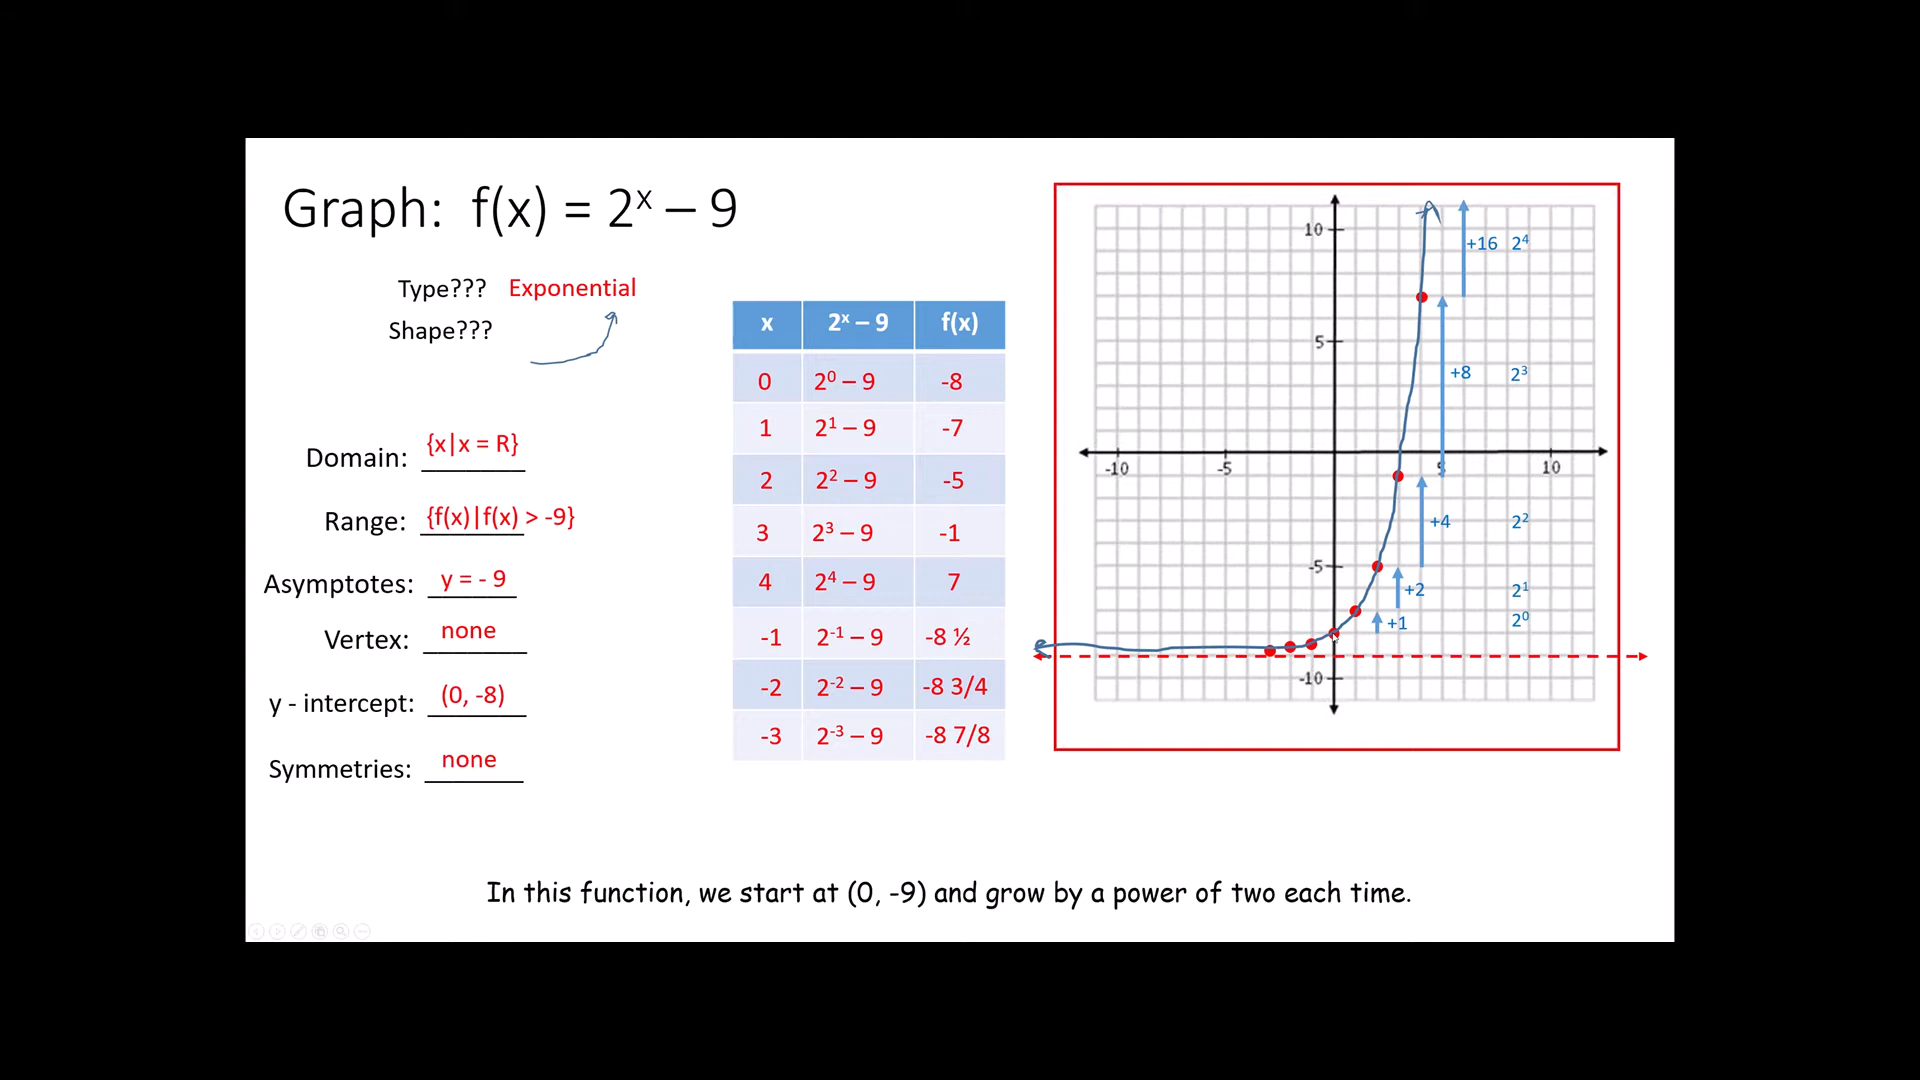 Graph: f(x) = 2ˣ – 9
Type??? Exponential
Shape???
Domain: {x|x = R}
Range: {f(x)|f(x) > -9}
Asymptotes: y = - 9
Vertex: none
y - intercept: (0, -8)
Symmetries: none
x 2ˣ – 9 f(x)
0 2⁰ – 9 -8
1 2¹ – 9 -7
2 2² – 9 -5
3 2³ – 9 -1
4 2⁴ – 9 7
-1 2⁻¹ – 9 -8 ½
-2 2⁻² – 9 -8 3/4
-3 2⁻³ – 9 -8 7/8
10
5
-10 -5 5 10
-5
-10
+16 2⁴
+8 2³
+4 2²
+2 2¹
+1 2⁰
In this function, we start at (0, -9) and grow by a power of two each time.